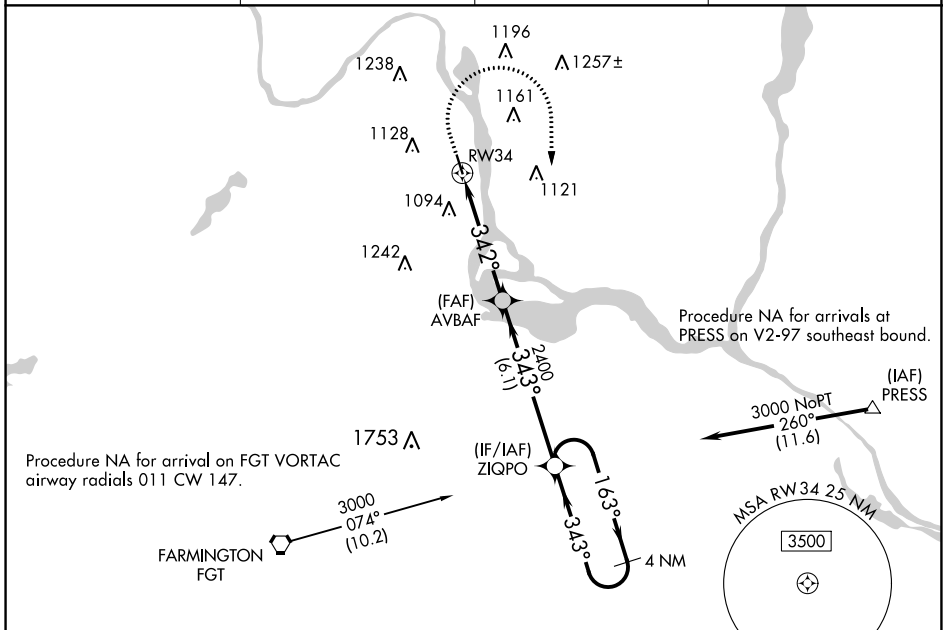 1196
1238
1257±
1161
1128
RW34
1121
1094
342°
1242
(FAF)
AVBAF
Procedure NA for arrivals at
PRESS on V2-97 southeast bound.
2400
343°
(6.1)
(IAF)
PRESS
3000 NoPT
260°
(11.6)
1753
(IF/IAF)
ZIQPO
Procedure NA for arrival on FGT VORTAC
airway radials 011 CW 147.
163°
343°
4 NM
3000
074°
(10.2)
FARMINGTON
FGT
MSA RW34 25 NM
3500